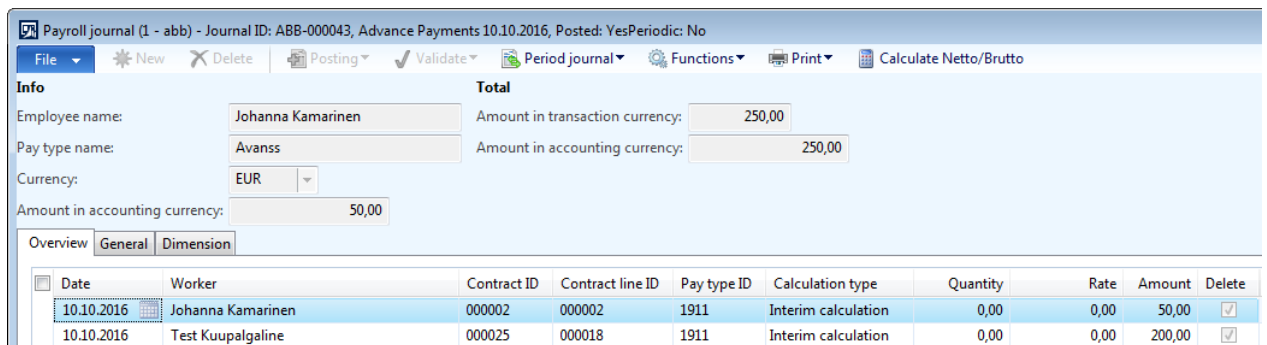 Payroll journal (1 - abb) - Journal ID: ABB-000043, Advance Payments 10.10.2016, Posted: YesPeriodic: No
File New Delete Posting Validate Period journal Functions Print Calculate Netto/Brutto
Info Total
Employee name: Johanna Kamarinen Amount in transaction currency: 250,00
Pay type name: Avanss Amount in accounting currency: 250,00
Currency: EUR
Amount in accounting currency: 50,00
Overview General Dimension
Date Worker Contract ID Contract line ID Pay type ID Calculation type Quantity Rate Amount Delete
10.10.2016 Johanna Kamarinen 000002 000002 1911 Interim calculation 0,00 0,00 50,00
10.10.2016 Test Kuupalgaline 000025 000018 1911 Interim calculation 0,00 0,00 200,00